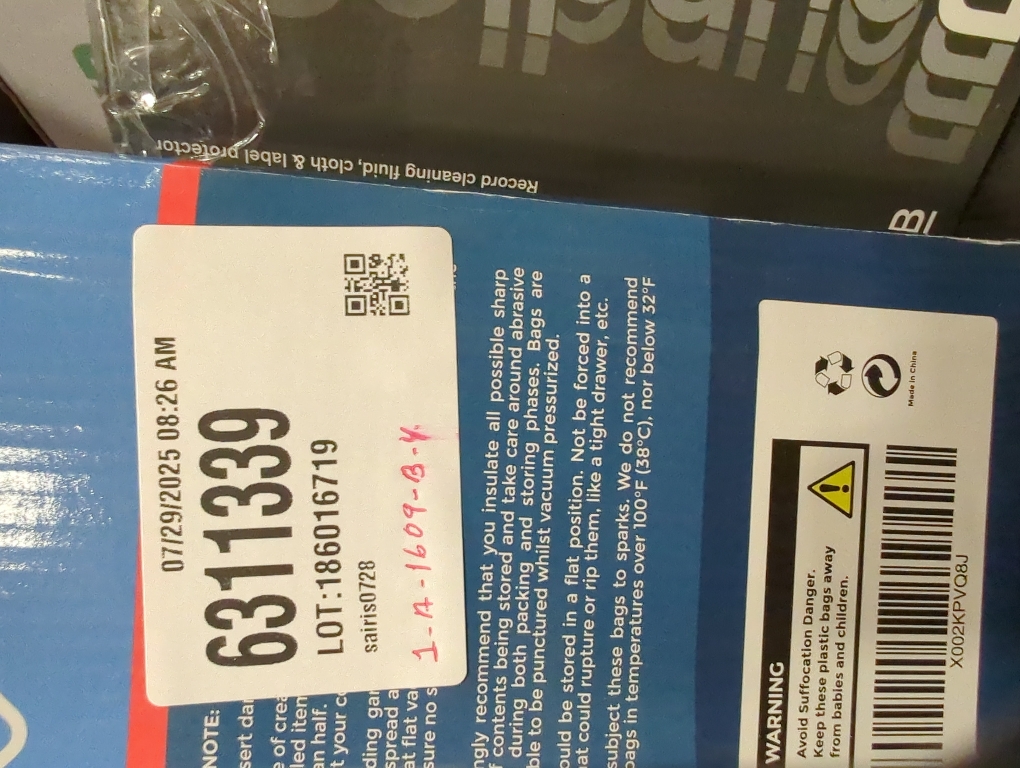 Record cleaning fluid, cloth & label protector
07/29/2025 08:26 AM
6311339
LOT:186016719
sairis0728
1-A-1609-B-Y.
NOTE:
an half.
ngly recommend that you insulate all possible sharp
f contents being stored and take care around abrasive
during both packing and storing phases. Bags are
ble to be punctured whilst vacuum pressurized.
ould be stored in a flat position. Not be forced into a
at could rupture or rip them, like a tight drawer, etc.
subject these bags to sparks. We do not recommend
bags in temperatures over 100°F (38°C), nor below 32°F
WARNING
Avoid Suffocation Danger.
Keep these plastic bags away
from babies and children.
X002KPVQ8J
Made in China